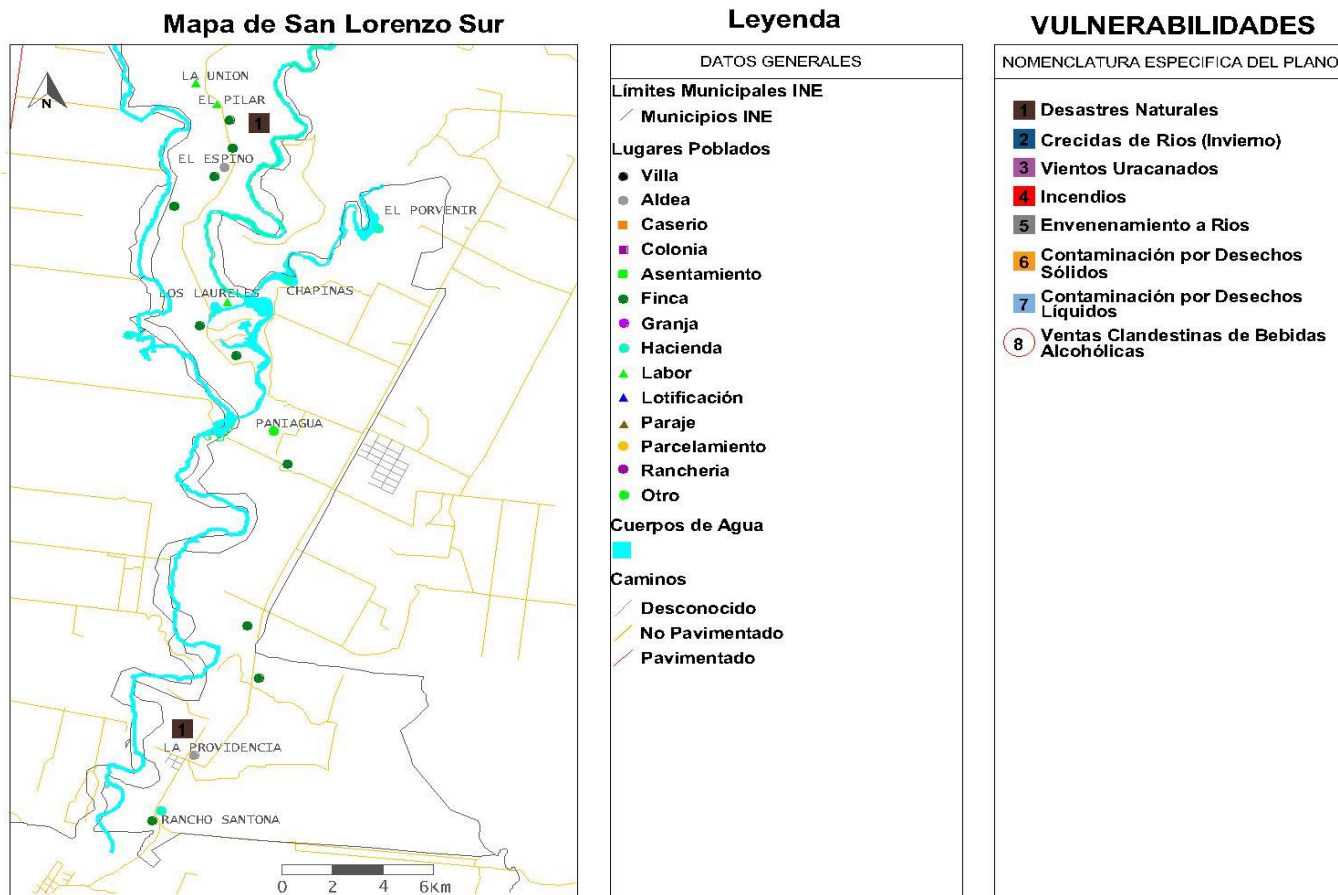 Mapa de San Lorenzo Sur
N
LA UNION
EL PILAR
1
EL ESPINO
EL PORVENIR
LOS LAURELES
CHAPINAS
PANIAGUA
1
LA PROVIDENCIA
RANCHO SANTONA
0 2 4 6Km
Leyenda
DATOS GENERALES
Límites Municipales INE
Municipios INE
Lugares Poblados
Villa
Aldea
Caserio
Colonia
Asentamiento
Finca
Granja
Hacienda
Labor
Lotificación
Paraje
Parcelamiento
Rancheria
Otro
Cuerpos de Agua
Caminos
Desconocido
No Pavimentado
Pavimentado
VULNERABILIDADES
NOMENCLATURA ESPECIFICA DEL PLANO
1 Desastres Naturales
2 Crecidas de Rios (Invierno)
3 Vientos Uracanados
4 Incendios
5 Envenenamiento a Rios
6 Contaminación por Desechos
Sólidos
7 Contaminación por Desechos
Líquidos
8 Ventas Clandestinas de Bebidas
Alcohólicas